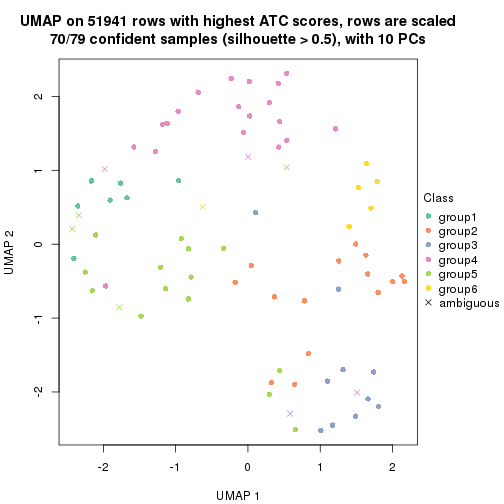 UMAP on 51941 rows with highest ATC scores, rows are scaled
70/79 confident samples (silhouette > 0.5), with 10 PCs
2
1
0
-1
-2
UMAP 2
-2
-1
0
1
2
UMAP 1
Class
group1
group2
group3
group4
group5
group6
ambiguous